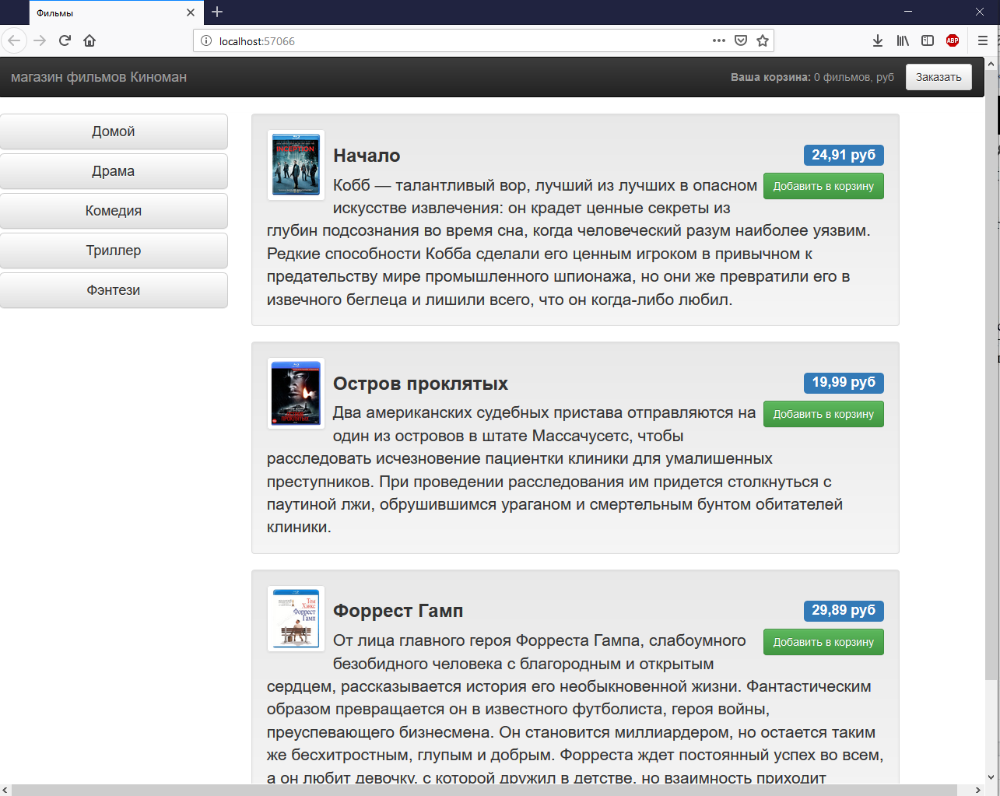 Фильмы
localhost:57066
ABP
магазин фильмов Киноман
Ваша корзина: 0 фильмов, руб
Заказать
Домой
Драма
Комедия
Триллер
Фэнтези
INCEPTION
Начало
24,91 руб
Добавить в корзину
Кобб — талантливый вор, лучший из лучших в опасном
искусстве извлечения: он крадет ценные секреты из
глубин подсознания во время сна, когда человеческий разум наиболее уязвим.
Редкие способности Кобба сделали его ценным игроком в привычном к
предательству мире промышленного шпионажа, но они же превратили его в
извечного беглеца и лишили всего, что он когда-либо любил.
Остров проклятых
19,99 руб
Добавить в корзину
Два американских судебных пристава отправляются на
один из островов в штате Массачусетс, чтобы
расследовать исчезновение пациентки клиники для умалишенных
преступников. При проведении расследования им придется столкнуться с
паутиной лжи, обрушившимся ураганом и смертельным бунтом обитателей
клиники.
Том
Хэнкс
Форрест
Гамп
Форрест Гамп
29,89 руб
Добавить в корзину
От лица главного героя Форреста Гампа, слабоумного
безобидного человека с благородным и открытым
сердцем, рассказывается история его необыкновенной жизни. Фантастическим
образом превращается он в известного футболиста, героя войны,
преуспевающего бизнесмена. Он становится миллиардером, но остается таким
же бесхитростным, глупым и добрым. Форреста ждет постоянный успех во всем,
а он любит девочку, с которой дружил в детстве, но взаимность приходит